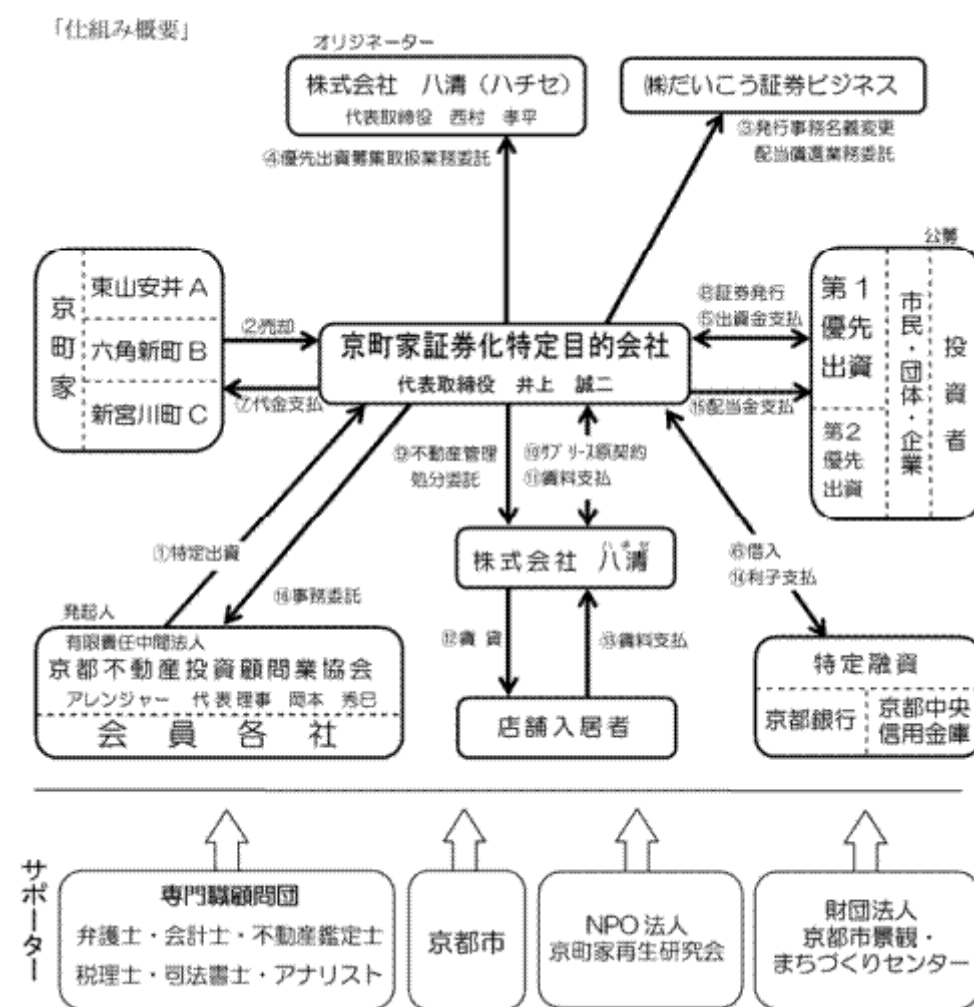 「仕組み概要」
オリジネーター
株式会社 八清(ハチセ)
代表取締役 西村 孝平
㈱だいこう証券ビジネス
③発行事務名義変更
配当償還業務委託
④優先出資募集取扱業務委託
公募
京町家
東山安井A
六角新町B
新宮川町C
②売却
⑦代金支払
京町家証券化特定目的会社
代表取締役 井上 誠二
⑧証券発行
⑤出資金支払
⑮配当金支払
第1
優先
出資
第2
優先
出資
市民・団体・企業
投資者
⑨不動産管理
処分委託
⑩サブリース原契約
⑪賃料支払
①特定出資
⑯事務委託
株式会社 八清
ハチセ
⑥借入
⑭利子支払
発起人
有限責任中間法人
京都不動産投資顧問業協会
アレンジャー 代表理事 岡本 秀巳
会員各社
⑫賃貸
⑬賃料支払
店舗入居者
特定融資
京都銀行
京都中央
信用金庫
サポーター
専門職顧問団
弁護士・会計士・不動産鑑定士
税理士・司法書士・アナリスト
京都市
NPO法人
京町家再生研究会
財団法人
京都市景観・
まちづくりセンター